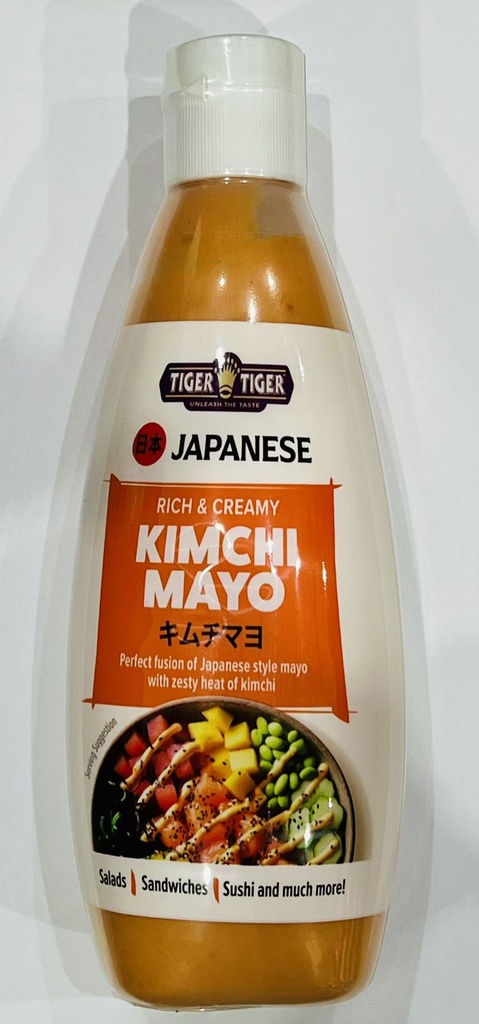 TIGER TIGER
UNLEASH THE TASTE
日本 JAPANESE
RICH & CREAMY
KIMCHI
MAYO
キムチマヨ
Perfect fusion of Japanese style mayo
with zesty heat of kimchi
Serving Suggestion
Salads | Sandwiches | Sushi and much more!